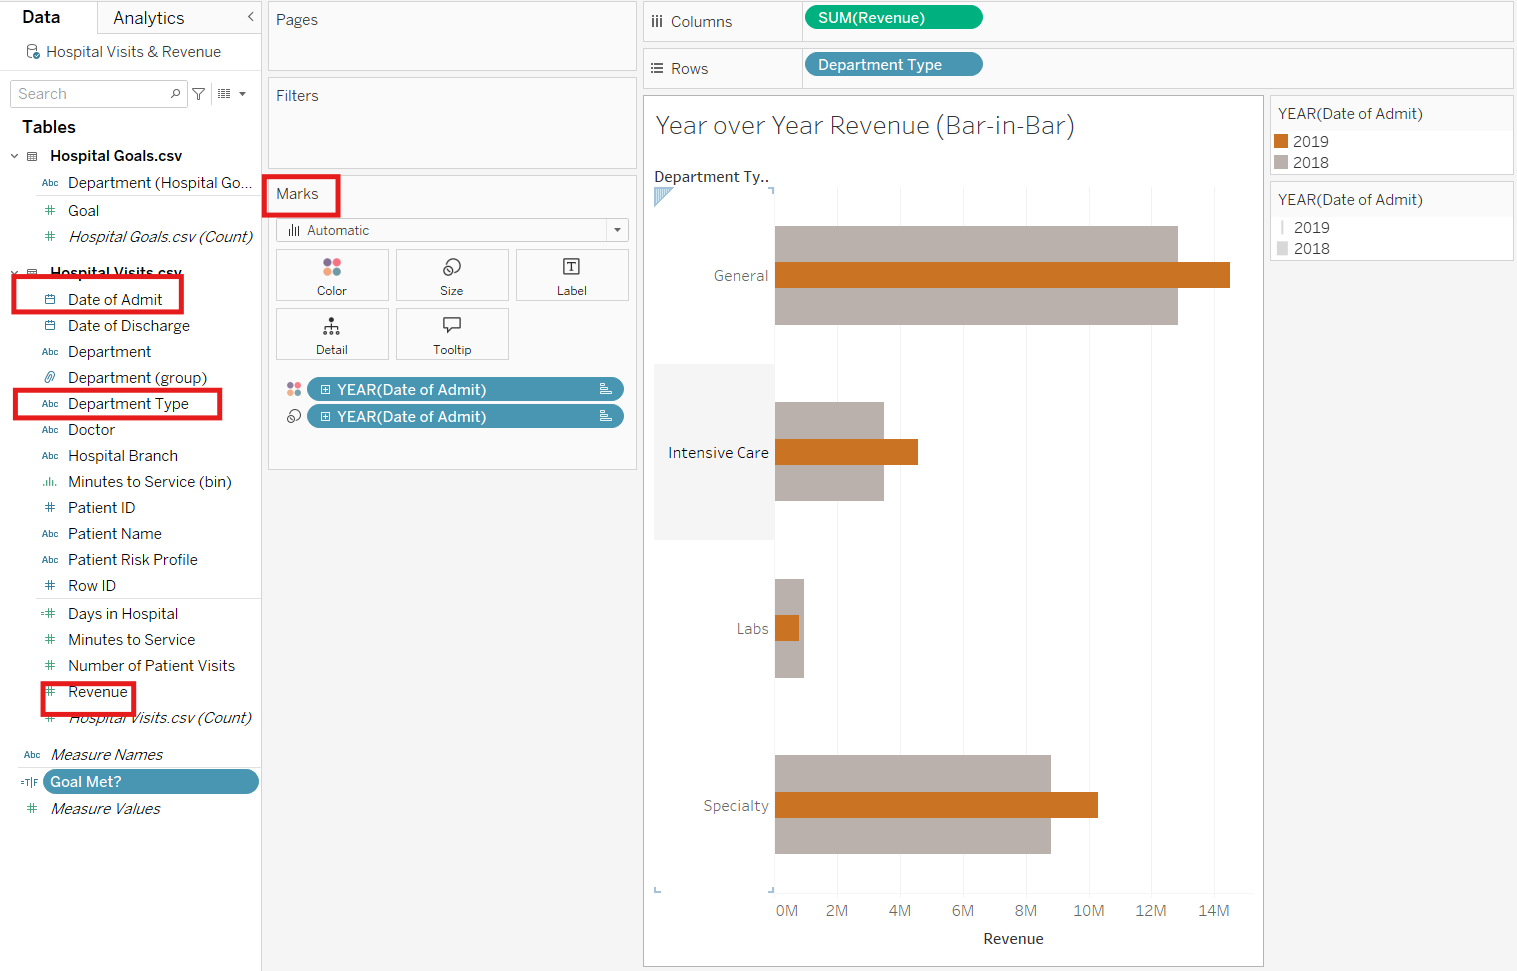 Data
Analytics
Hospital Visits & Revenue
Search
Tables
Hospital Goals.csv
Abc Department (Hospital Go...
# Goal
# Hospital Goals.csv (Count)
Hospital Visits.csv
Date of Admit
Date of Discharge
Abc Department
Department (group)
Abc Department Type
Abc Doctor
Abc Hospital Branch
Minutes to Service (bin)
# Patient ID
Abc Patient Name
Abc Patient Risk Profile
# Row ID
=# Days in Hospital
# Minutes to Service
# Number of Patient Visits
# Revenue
# Hospital Visits.csv (Count)
Abc Measure Names
=T|F Goal Met?
# Measure Values
Pages
Filters
Marks
Automatic
Color
Size
T
Label
Detail
Tooltip
YEAR(Date of Admit)
YEAR(Date of Admit)
Columns
SUM(Revenue)
Rows
Department Type
Year over Year Revenue (Bar-in-Bar)
Department Ty..
General
Intensive Care
Labs
Specialty
0M 2M 4M 6M 8M 10M 12M 14M
Revenue
YEAR(Date of Admit)
2019
2018
YEAR(Date of Admit)
2019
2018